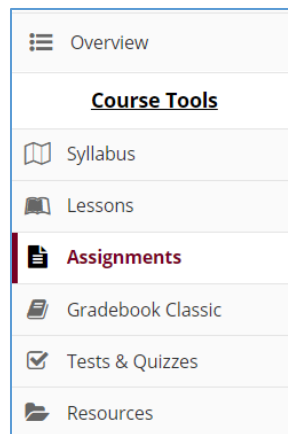 Overview
Course Tools
Syllabus
Lessons
Assignments
Gradebook Classic
Tests & Quizzes
Resources